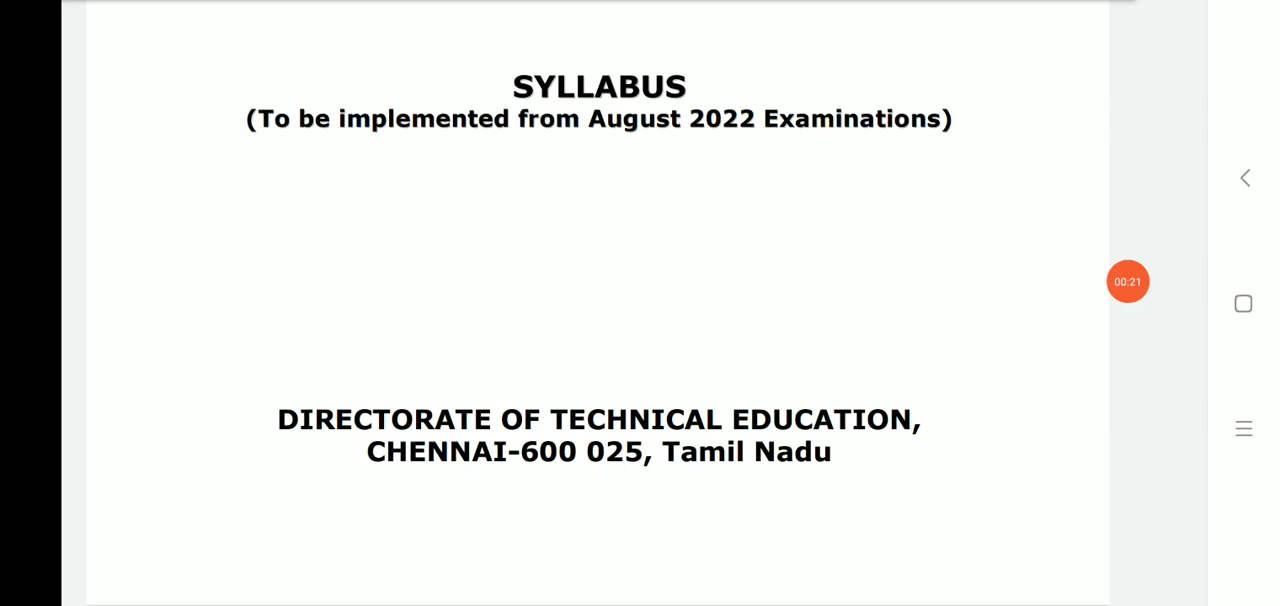 SYLLABUS
(To be implemented from August 2022 Examinations)
00:21
DIRECTORATE OF TECHNICAL EDUCATION,
CHENNAI-600 025, Tamil Nadu